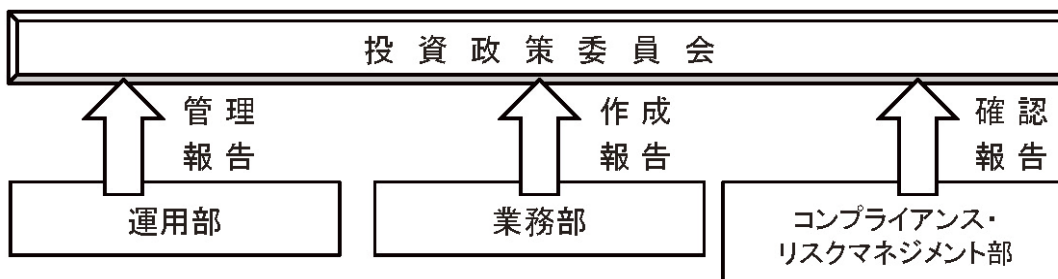 投資政策委員会
管理
報告
作成
報告
確認
報告
運用部
業務部
コンプライアンス・
リスクマネジメント部